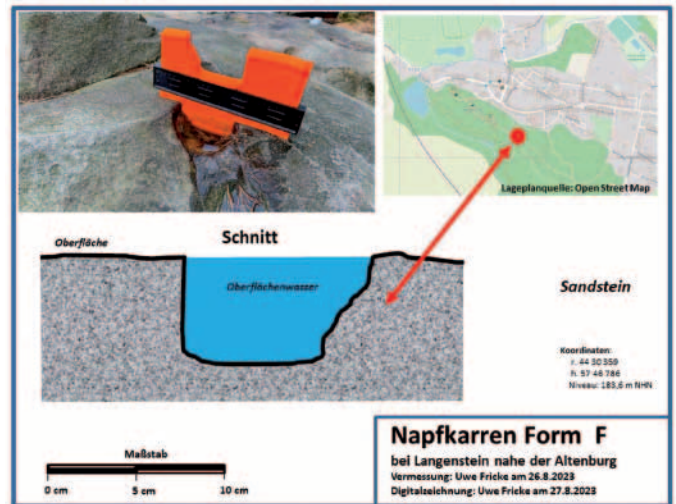 Lageplanquelle: Open Street Map
Schnitt
Oberfläche
Oberflächenwasser
Sandstein
Koordinaten:
r. 44 30 359
h. 57 46 786
Niveau: 183,6 m NHN
Maßstab
0 cm 5 cm 10 cm
Napfkarren Form F
bei Langenstein nahe der Altenburg
Vermessung: Uwe Fricke am 26.8.2023
Digitalzeichnung: Uwe Fricke am 27.8.2023